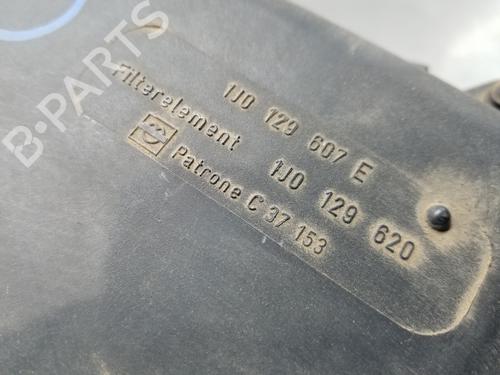 B-PARTS
1J0 129 607 E
Filterelement 1J0 129 620
Patrone C 37 153